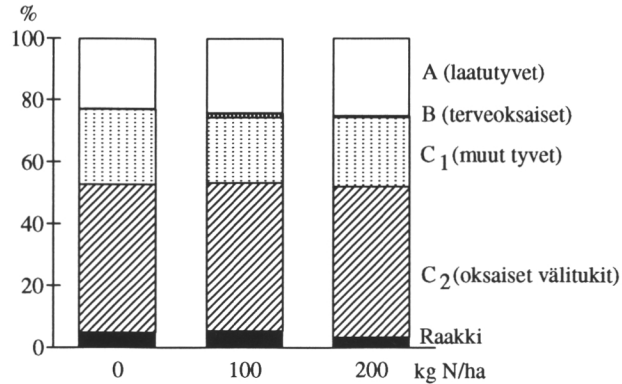 %
100
80
60
40
20
0
A (laatutyvet)
B (terveoksaiset)
C1 (muut tyvet)
C2 (oksaiset välitukit)
Raakki
0 100 200 kg N/ha